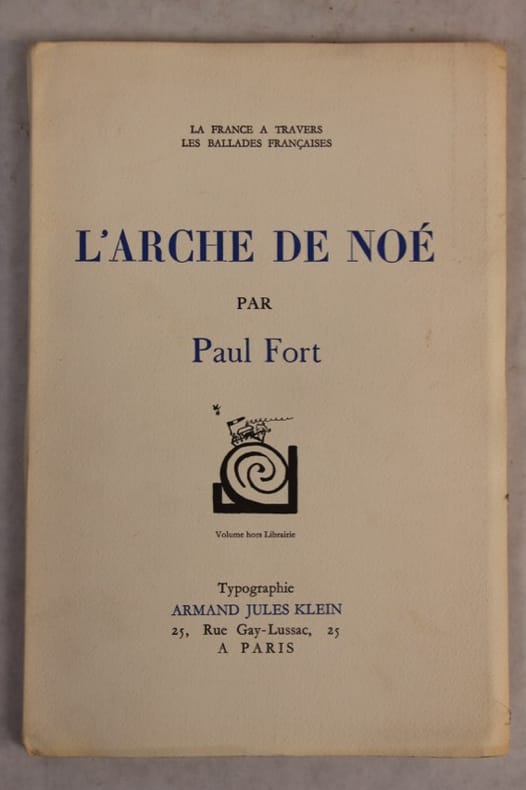 LA FRANCE A TRAVERS
LES BALLADES FRANÇAISES
L'ARCHE DE NOÉ
PAR
Paul Fort
Volume hors Librairie
Typographie
ARMAND JULES KLEIN
25, Rue Gay-Lussac, 25
A PARIS